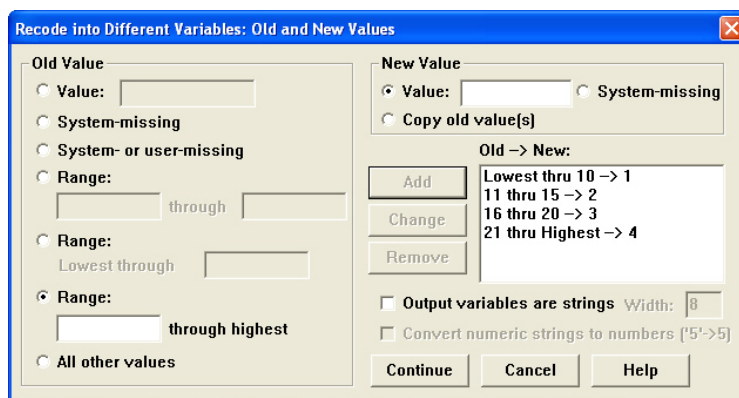 Recode into Different Variables: Old and New Values
Old Value
Value:
System-missing
System- or user-missing
Range:
through
Range:
Lowest through
Range:
through highest
All other values
New Value
Value:
System-missing
Copy old value(s)
Old –> New:
Add
Change
Remove
Lowest thru 10 –> 1
11 thru 15 –> 2
16 thru 20 –> 3
21 thru Highest –> 4
Output variables are strings Width: 8
Convert numeric strings to numbers ('5'->5)
Continue Cancel Help